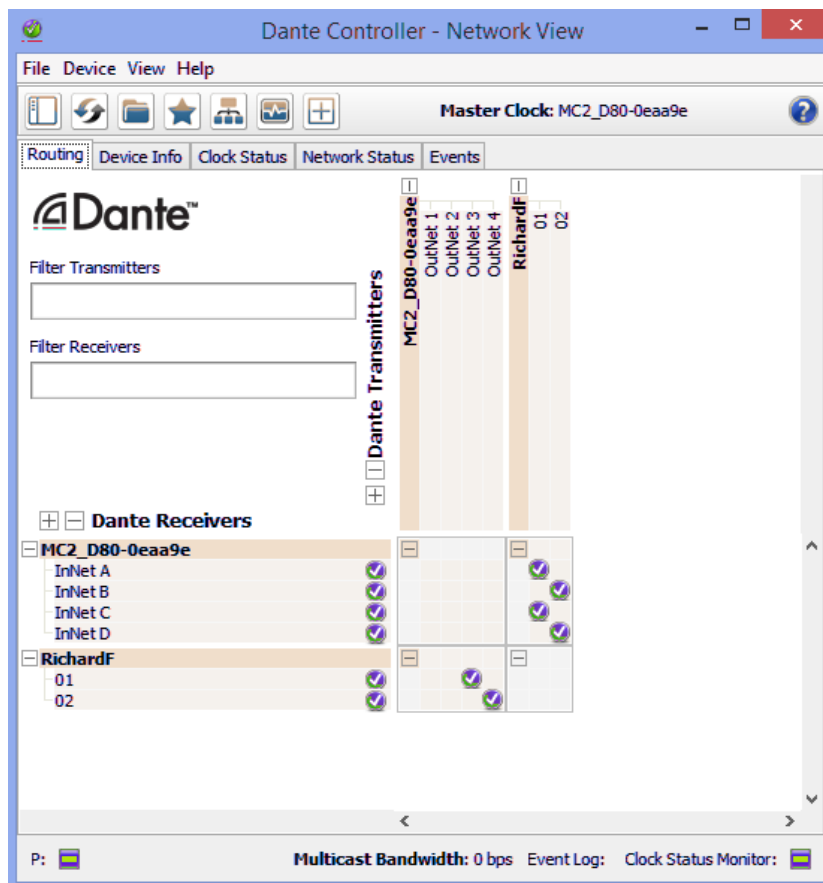 Dante Controller - Network View
File Device View Help
Master Clock: MC2_D80-0eaa9e
Routing Device Info Clock Status Network Status Events
Dante™
Filter Transmitters
Filter Receivers
Dante Transmitters
MC2_D80-0eaa9e
OutNet 1
OutNet 2
OutNet 3
OutNet 4
RichardF
01
02
Dante Receivers
MC2_D80-0eaa9e
InNet A
InNet B
InNet C
InNet D
RichardF
01
02
P: Multicast Bandwidth: 0 bps Event Log: Clock Status Monitor: